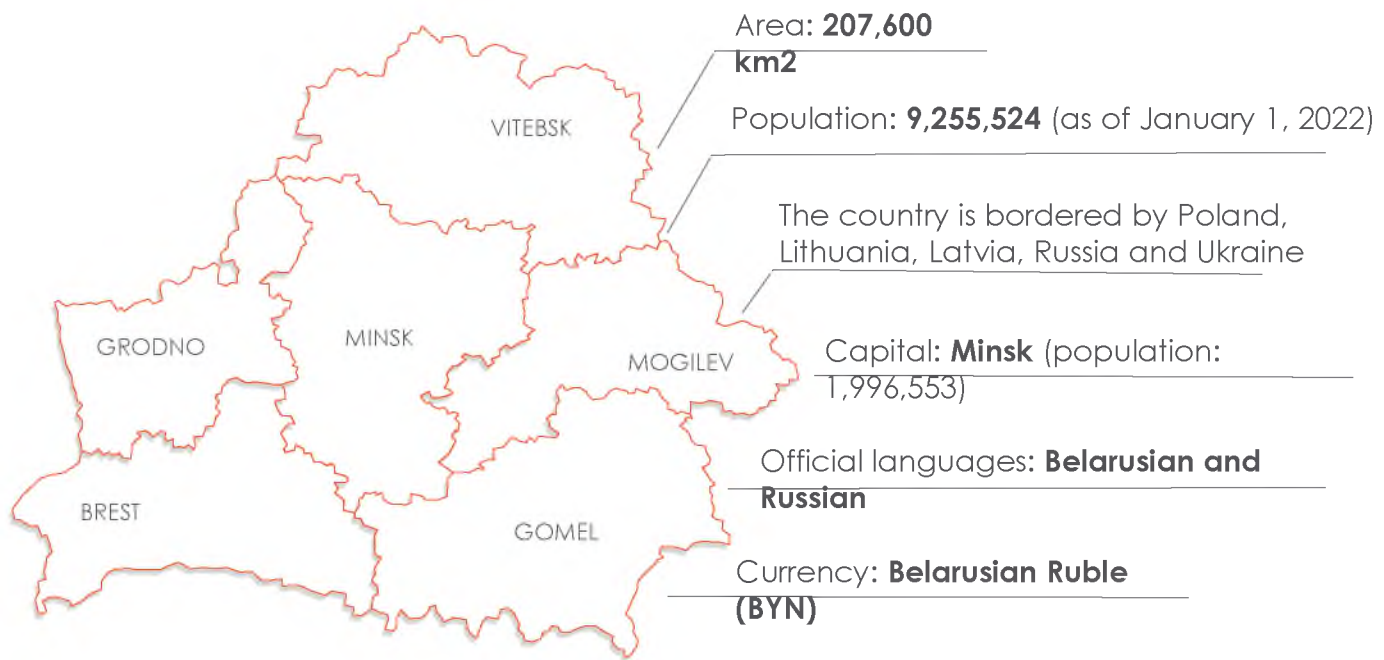 Area: 207,600
km2
VITEBSK
Population: 9,255,524 (as of January 1, 2022)
The country is bordered by Poland,
Lithuania, Latvia, Russia and Ukraine
GRODNO
MINSK
MOGILEV
Capital: Minsk (population:
1,996,553)
Official languages: Belarusian and
Russian
BREST
GOMEL
Currency: Belarusian Ruble
(BYN)